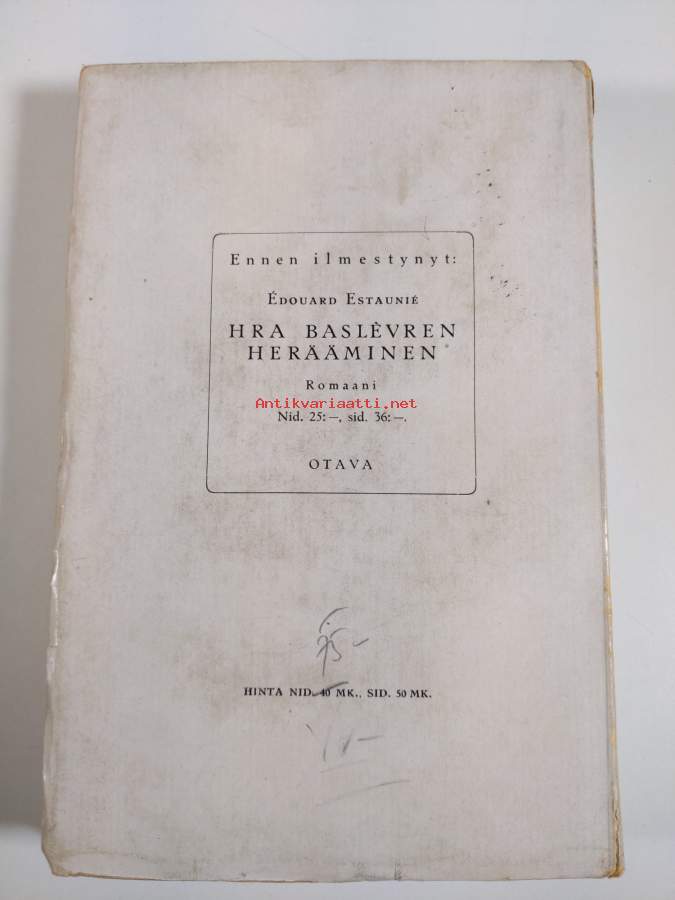 Ennen ilmestynyt:
ÉDOUARD ESTAUNIÉ
HRA BASLÈVREN
HERÄÄMINEN
Romaani
Antikvariaatti.net
Nid. 25:—, sid. 36:—.
OTAVA
HINTA NID. 40 MK., SID. 50 MK.